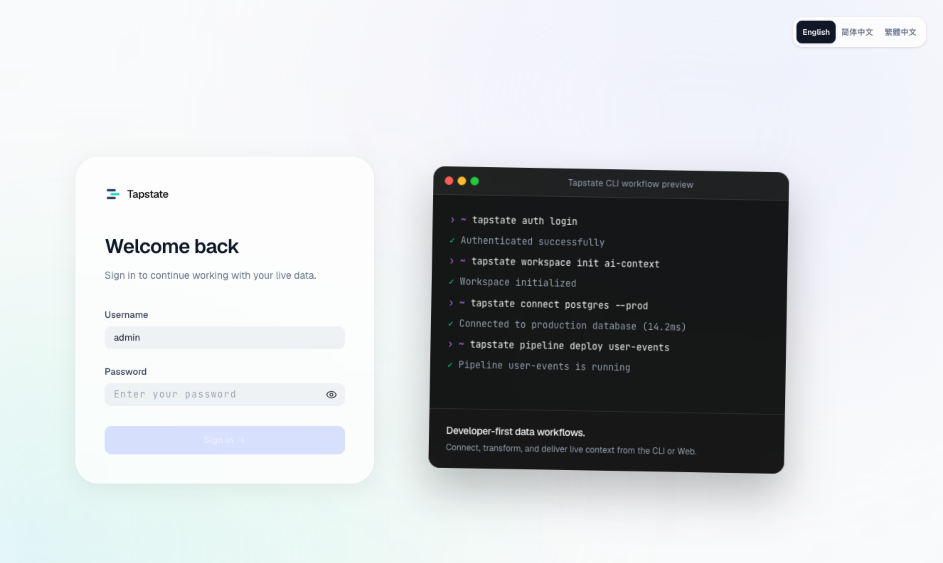 English 简体中文 繁體中文
Tapstate
Welcome back
Sign in to continue working with your live data.
Username
admin
Password
Enter your password
Sign in →
Tapstate CLI workflow preview
› ~ tapstate auth login
✓ Authenticated successfully
› ~ tapstate workspace init ai-context
✓ Workspace initialized
› ~ tapstate connect postgres --prod
✓ Connected to production database (14.2ms)
› ~ tapstate pipeline deploy user-events
✓ Pipeline user-events is running
Developer-first data workflows.
Connect, transform, and deliver live context from the CLI or Web.